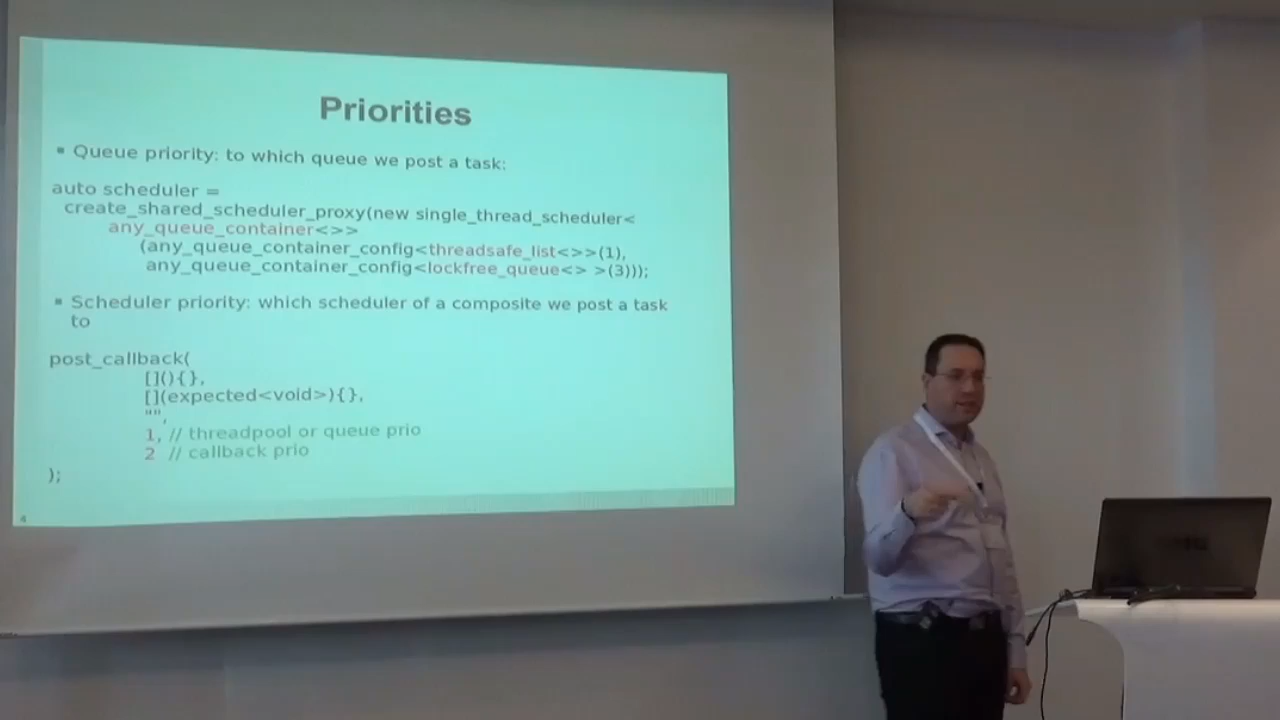 Priorities
▪ Queue priority: to which queue we post a task:
auto scheduler =
create_shared_scheduler_proxy(new single_thread_scheduler<
any_queue_container<>>
(any_queue_container_config<threadsafe_list<>>(1),
any_queue_container_config<lockfree_queue<> >(3)));
▪ Scheduler priority: which scheduler of a composite we post a task
to
post_callback(
[](){},
[](expected<void>){},
"",
1, // threadpool or queue prio
2 // callback prio
);